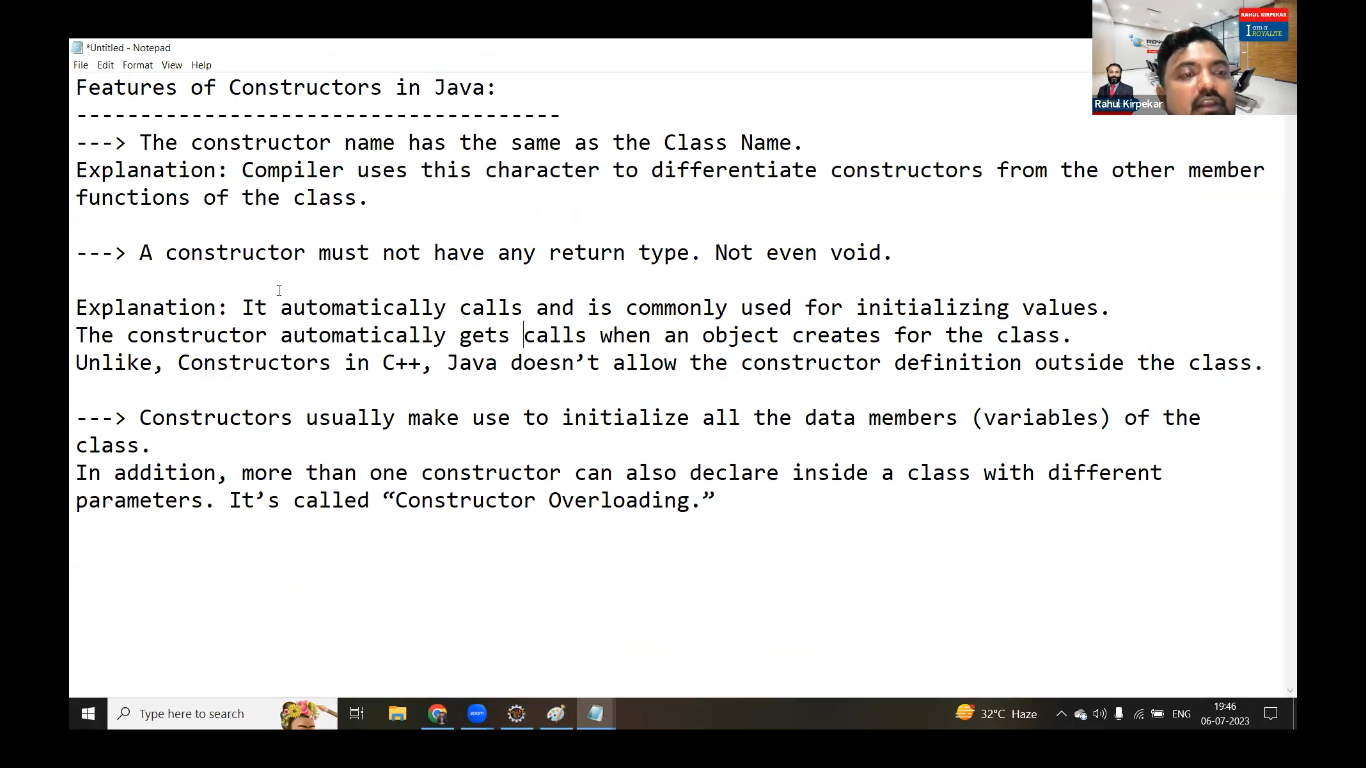 RAHUL KIRPEKAR
I am a
ROYALITE
Rahul Kirpekar
*Untitled - Notepad
File Edit Format View Help
Features of Constructors in Java:
--------------------------------------
---> The constructor name has the same as the Class Name.
Explanation: Compiler uses this character to differentiate constructors from the other member
functions of the class.
---> A constructor must not have any return type. Not even void.
Explanation: It automatically calls and is commonly used for initializing values.
The constructor automatically gets calls when an object creates for the class.
Unlike, Constructors in C++, Java doesn’t allow the constructor definition outside the class.
---> Constructors usually make use to initialize all the data members (variables) of the
class.
In addition, more than one constructor can also declare inside a class with different
parameters. It’s called “Constructor Overloading.”
Type here to search
zoom
32°C Haze
ENG
19:46
06-07-2023